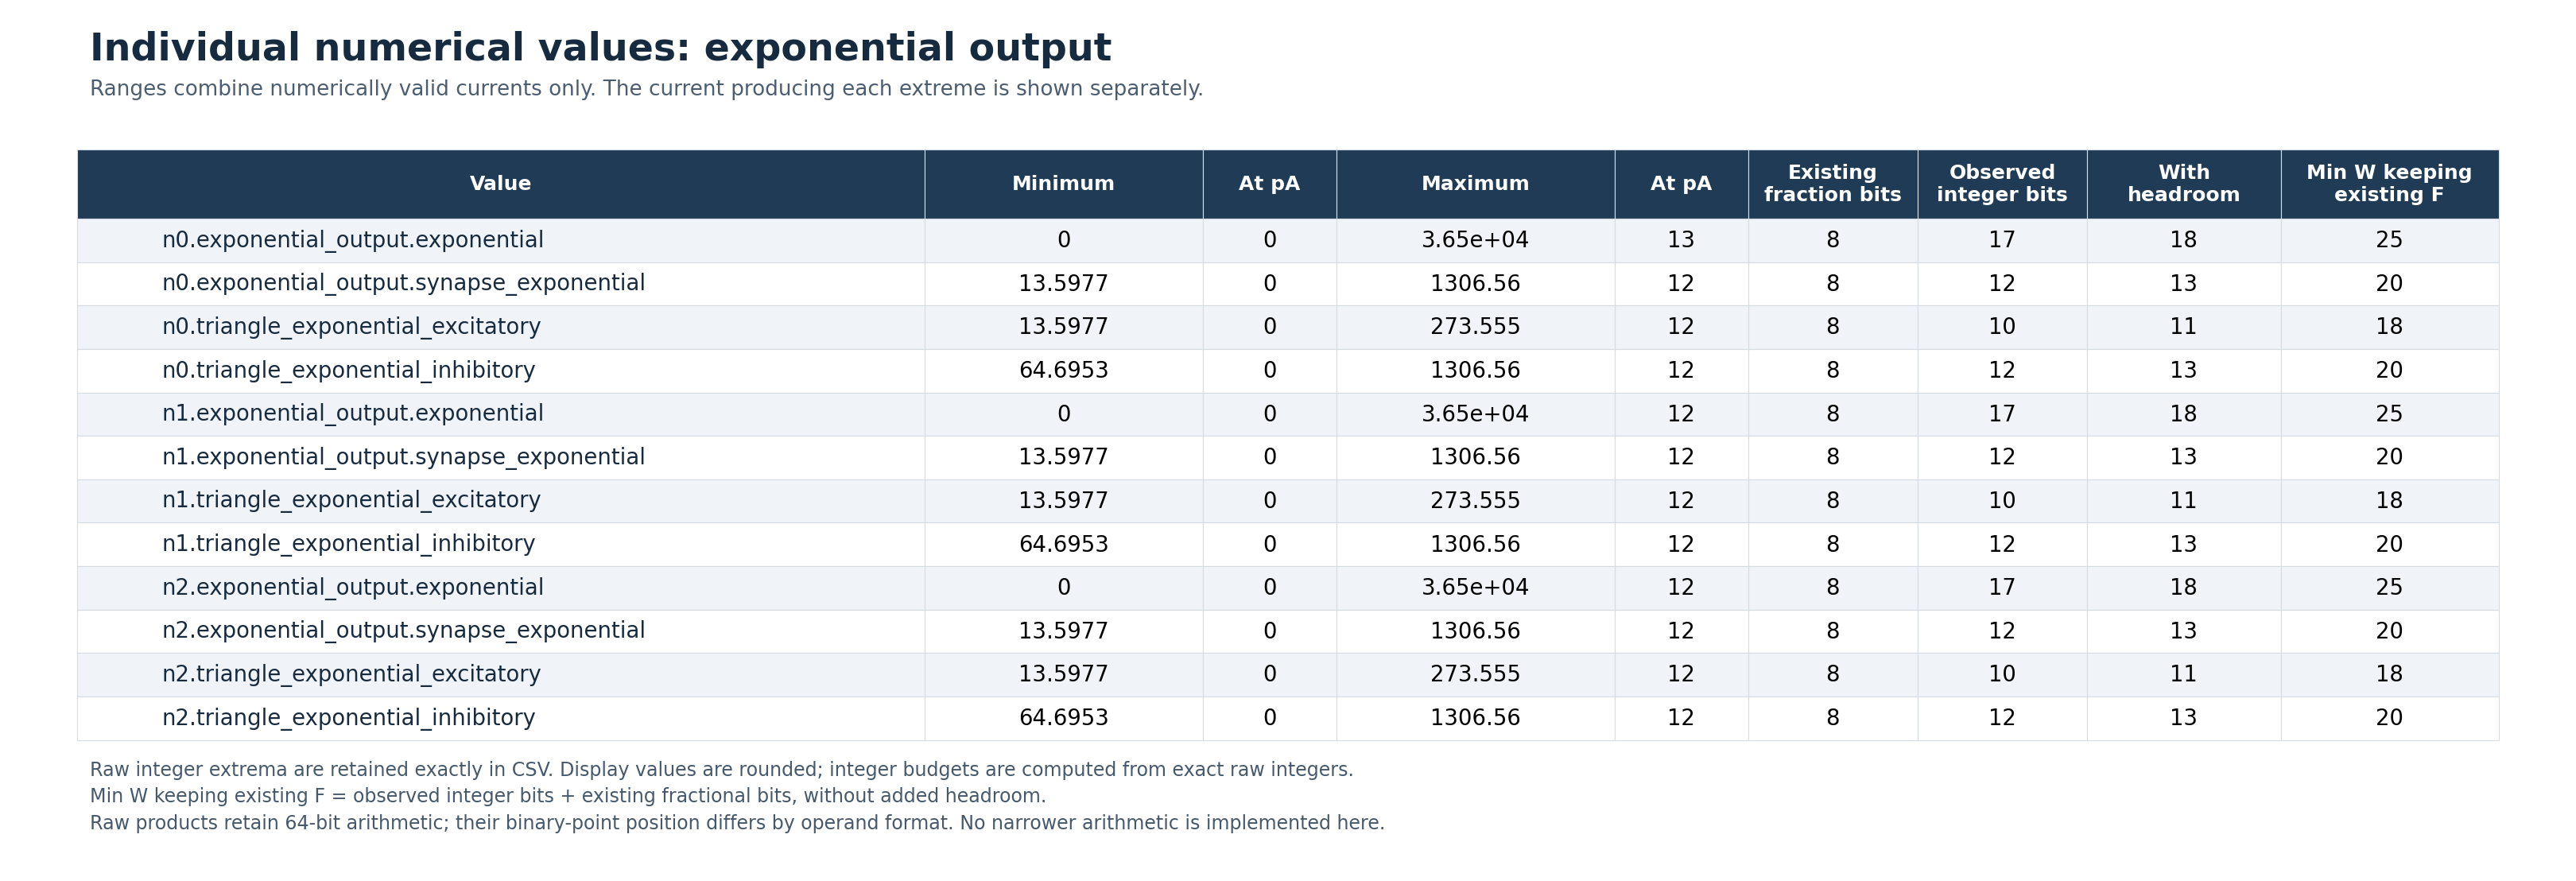 Individual numerical values: exponential output
Ranges combine numerically valid currents only. The current producing each extreme is shown separately.
Value Minimum At pA Maximum At pA Existing fraction bits Observed integer bits With headroom Min W keeping existing F
n0.exponential_output.exponential 0 0 3.65e+04 13 8 17 18 25
n0.exponential_output.synapse_exponential 13.5977 0 1306.56 12 8 12 13 20
n0.triangle_exponential_excitatory 13.5977 0 273.555 12 8 10 11 18
n0.triangle_exponential_inhibitory 64.6953 0 1306.56 12 8 12 13 20
n1.exponential_output.exponential 0 0 3.65e+04 12 8 17 18 25
n1.exponential_output.synapse_exponential 13.5977 0 1306.56 12 8 12 13 20
n1.triangle_exponential_excitatory 13.5977 0 273.555 12 8 10 11 18
n1.triangle_exponential_inhibitory 64.6953 0 1306.56 12 8 12 13 20
n2.exponential_output.exponential 0 0 3.65e+04 12 8 17 18 25
n2.exponential_output.synapse_exponential 13.5977 0 1306.56 12 8 12 13 20
n2.triangle_exponential_excitatory 13.5977 0 273.555 12 8 10 11 18
n2.triangle_exponential_inhibitory 64.6953 0 1306.56 12 8 12 13 20
Raw integer extrema are retained exactly in CSV. Display values are rounded; integer budgets are computed from exact raw integers.
Min W keeping existing F = observed integer bits + existing fractional bits, without added headroom.
Raw products retain 64-bit arithmetic; their binary-point position differs by operand format. No narrower arithmetic is implemented here.